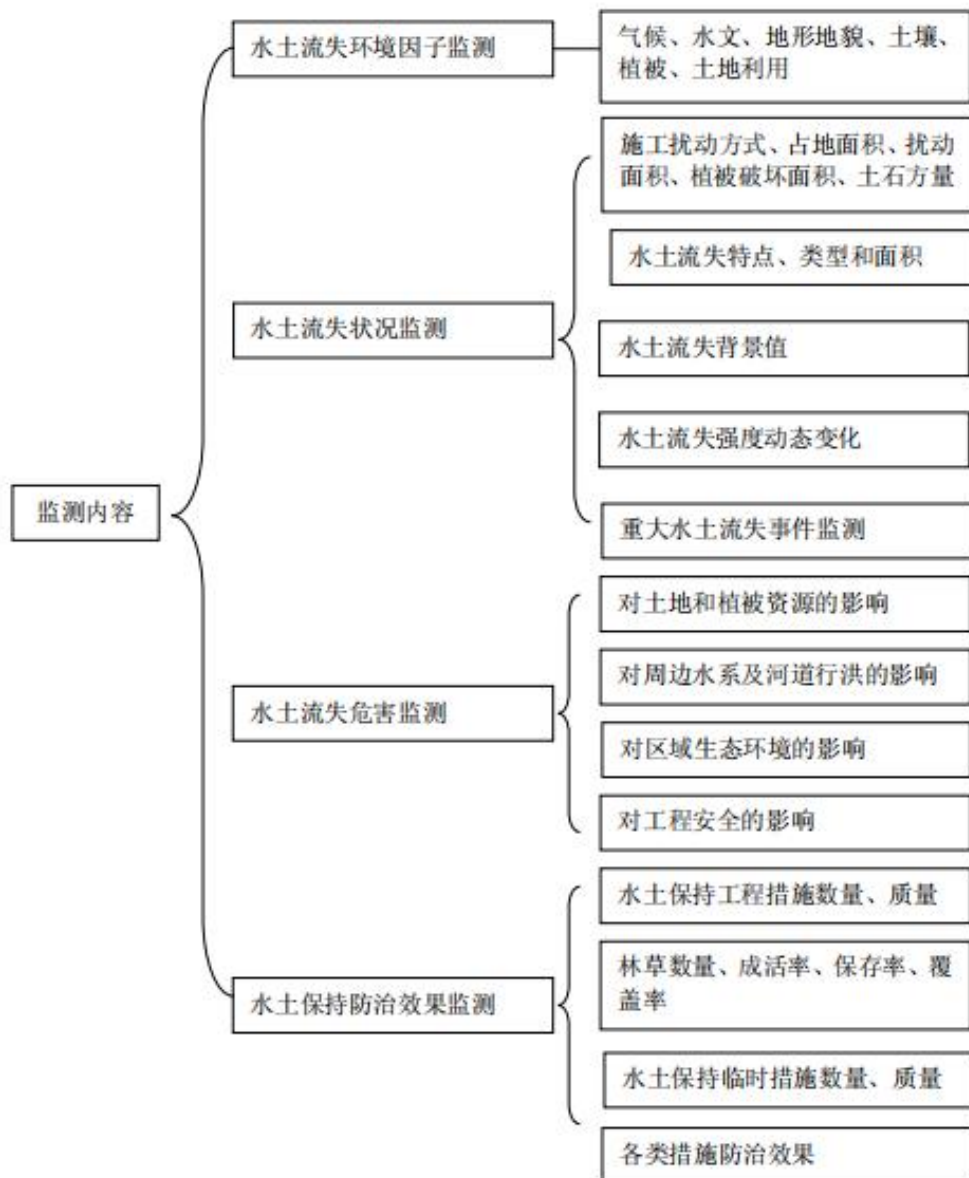 水土流失环境因子监测
气候、水文、地形地貌、土壤、
植被、土地利用
施工扰动方式、占地面积、扰动
面积、植被破坏面积、土石方量
水土流失特点、类型和面积
水土流失状况监测
水土流失背景值
水土流失强度动态变化
监测内容
重大水土流失事件监测
对土地和植被资源的影响
对周边水系及河道行洪的影响
水土流失危害监测
对区域生态环境的影响
对工程安全的影响
水土保持工程措施数量、质量
林草数量、成活率、保存率、覆
盖率
水土保持防治效果监测
水土保持临时措施数量、质量
各类措施防治效果